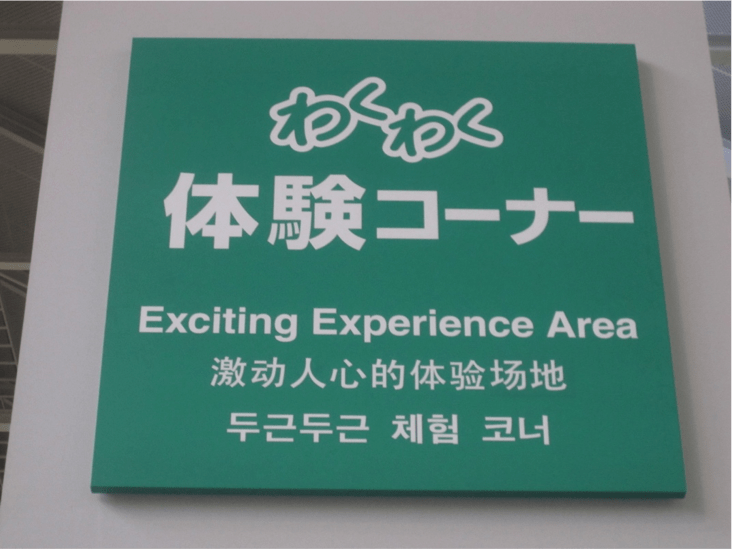 わくわく
体験コーナー
Exciting Experience Area
激动人心的体验场地
두근두근 체험 코너